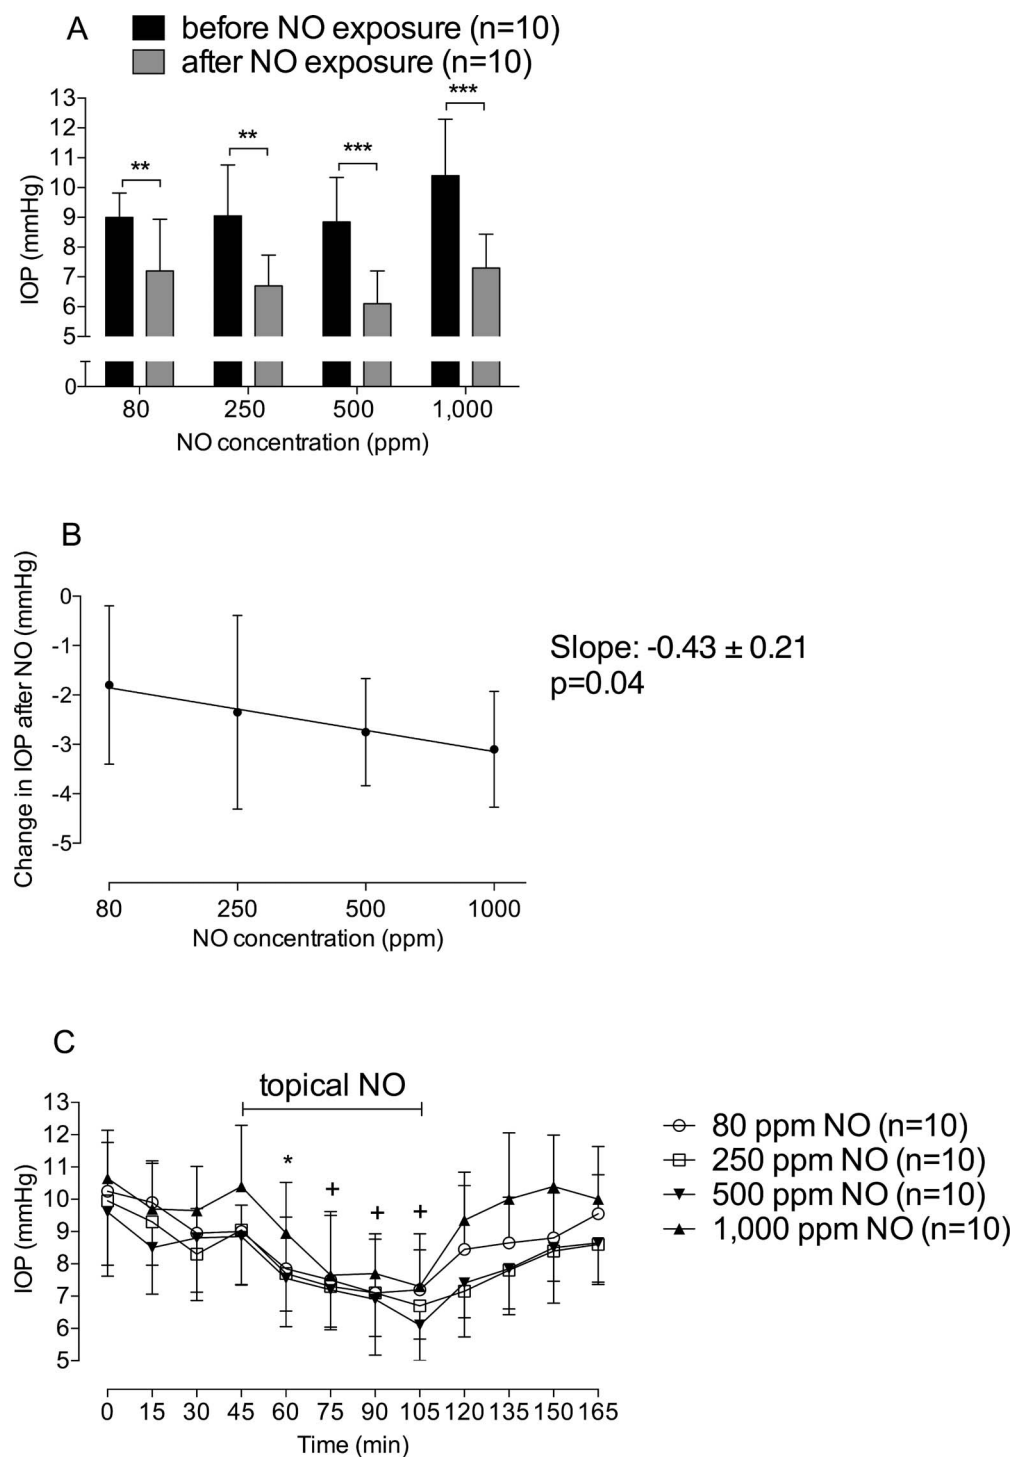 A
before NO exposure (n=10)
after NO exposure (n=10)
13
12
11
10
9
8
7
6
5
0
IOP (mmHg)
** ** *** ***
80 250 500 1,000
NO concentration (ppm)
B
0
-1
-2
-3
-4
-5
Change in IOP after NO (mmHg)
Slope: -0.43 ± 0.21
p=0.04
80 250 500 1000
NO concentration (ppm)
C
topical NO
13
12
11
10
9
8
7
6
5
IOP (mmHg)
* + + +
80 ppm NO (n=10)
250 ppm NO (n=10)
500 ppm NO (n=10)
1,000 ppm NO (n=10)
0 15 30 45 60 75 90 105 120 135 150 165
Time (min)